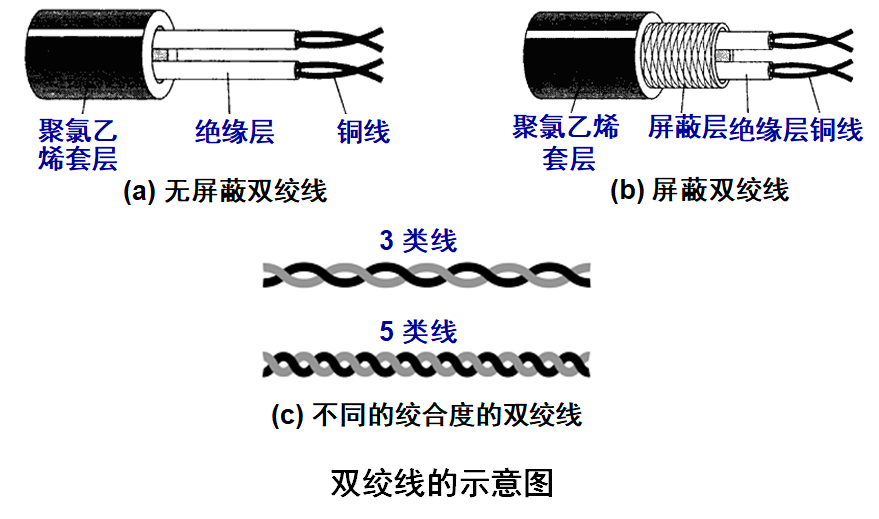 聚氯乙
烯套层
绝缘层
铜线
(a) 无屏蔽双绞线
聚氯乙烯
套层
屏蔽层
绝缘层
铜线
(b) 屏蔽双绞线
3 类线
5 类线
(c) 不同的绞合度的双绞线
双绞线的示意图